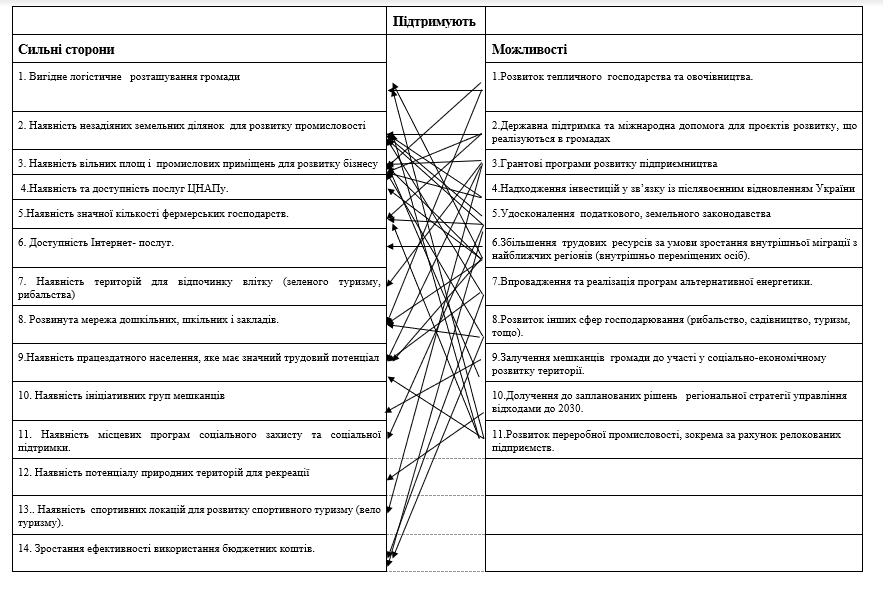 Підтримують
Сильні сторони
Можливості
1. Вигідне логістичне розташування громади
1.Розвиток тепличного господарства та овочівництва.
2. Наявність незадіяних земельних ділянок для розвитку промисловості
2.Державна підтримка та міжнародна допомога для проєктів розвитку, що
реалізуються в громадах
3. Наявність вільних площ і промислових приміщень для розвитку бізнесу
3.Грантові програми розвитку підприємництва
4.Наявність та доступність послуг ЦНАПу.
4.Надходження інвестицій у зв’язку із післявоєнним відновленням України
5.Наявність значної кількості фермерських господарств.
5.Удосконалення податкового, земельного законодавства
6. Доступність Інтернет- послуг.
6.Збільшення трудових ресурсів за умови зростання внутрішньої міграції з
найближчих регіонів (внутрішньо переміщених осіб).
7. Наявність територій для відпочинку влітку (зеленого туризму,
рибальства)
7.Впровадження та реалізація програм альтернативної енергетики.
8. Розвинута мережа дошкільних, шкільних і закладів.
8.Розвиток інших сфер господарювання (рибальство, садівництво, туризм,
тощо).
9.Наявність працездатного населення, яке має значний трудовий потенціал
9.Залучення мешканців громади до участі у соціально-економічному
розвитку території.
10. Наявність ініціативних груп мешканців
10.Долучення до запланованих рішень регіональної стратегії управління
відходами до 2030.
11. Наявність місцевих програм соціального захисту та соціальної
підтримки.
11.Розвиток переробної промисловості, зокрема за рахунок релокованих
підприємств.
12. Наявність потенціалу природних територій для рекреації
13.. Наявність спортивних локацій для розвитку спортивного туризму (вело
туризму).
14. Зростання ефективності використання бюджетних коштів.